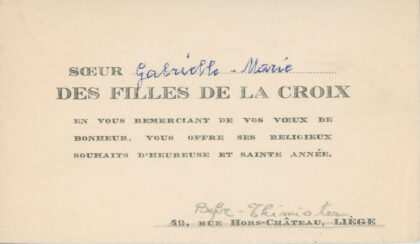 SŒUR Gabrielle-Marie
DES FILLES DE LA CROIX
EN VOUS REMERCIANT DE VOS VŒUX DE
BONHEUR, VOUS OFFRE SES RELIGIEUX
SOUHAITS D'HEUREUSE ET SAINTE ANNÉE.
49, RUE HORS-CHÂTEAU, LIÈGE